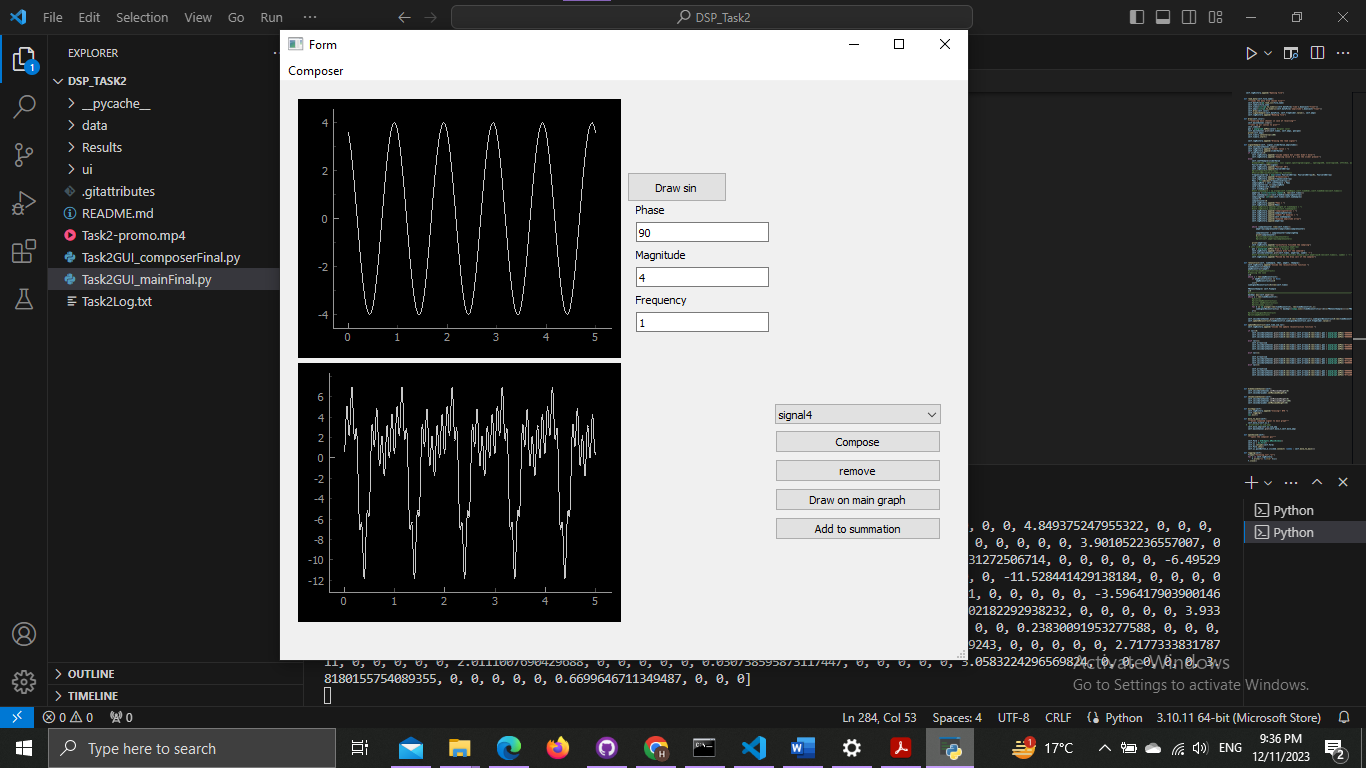 File Edit Selection View Go Run ··· DSP_Task2
EXPLORER
DSP_TASK2
__pycache__
data
Results
ui
.gitattributes
README.md
Task2-promo.mp4
Task2GUI_composerFinal.py
Task2GUI_mainFinal.py
Task2Log.txt
OUTLINE
TIMELINE
1
Form
Composer
4
2
0
-2
-4
0 1 2 3 4 5
6
4
2
0
-2
-4
-6
-8
-10
-12
0 1 2 3 4 5
Draw sin
Phase
90
Magnitude
4
Frequency
1
signal4
Compose
remove
Draw on main graph
Add to summation
Python
Python
, 0, 0, 4.849375247955322, 0, 0, 0,
0, 0, 0, 0, 0, 3.901052236557007, 0
31272506714, 0, 0, 0, 0, 0, -6.49529
, 0, -11.528441429138184, 0, 0, 0, 0
1, 0, 0, 0, 0, 0, -3.596417903900146
02182292938232, 0, 0, 0, 0, 0, 3.933
, 0, 0, 0.23830091953277588, 0, 0, 0,
9243, 0, 0, 0, 0, 0, 2.7177333831787
11, 0, 0, 0, 0, 0, 2.0111007690429688, 0, 0, 0, 0, 0, 0.030738595873117447, 0, 0, 0, 0, 0, 3.0583224296569824, 0, 0, 0, 0, 0, 3.
8180155754089355, 0, 0, 0, 0, 0, 0.6699646711349487, 0, 0, 0]
Activate Windows
Go to Settings to activate Windows.
0 0 0 Ln 284, Col 53 Spaces: 4 UTF-8 CRLF Python 3.10.11 64-bit (Microsoft Store)
Type here to search
17°C ENG
9:36 PM
12/11/2023
2